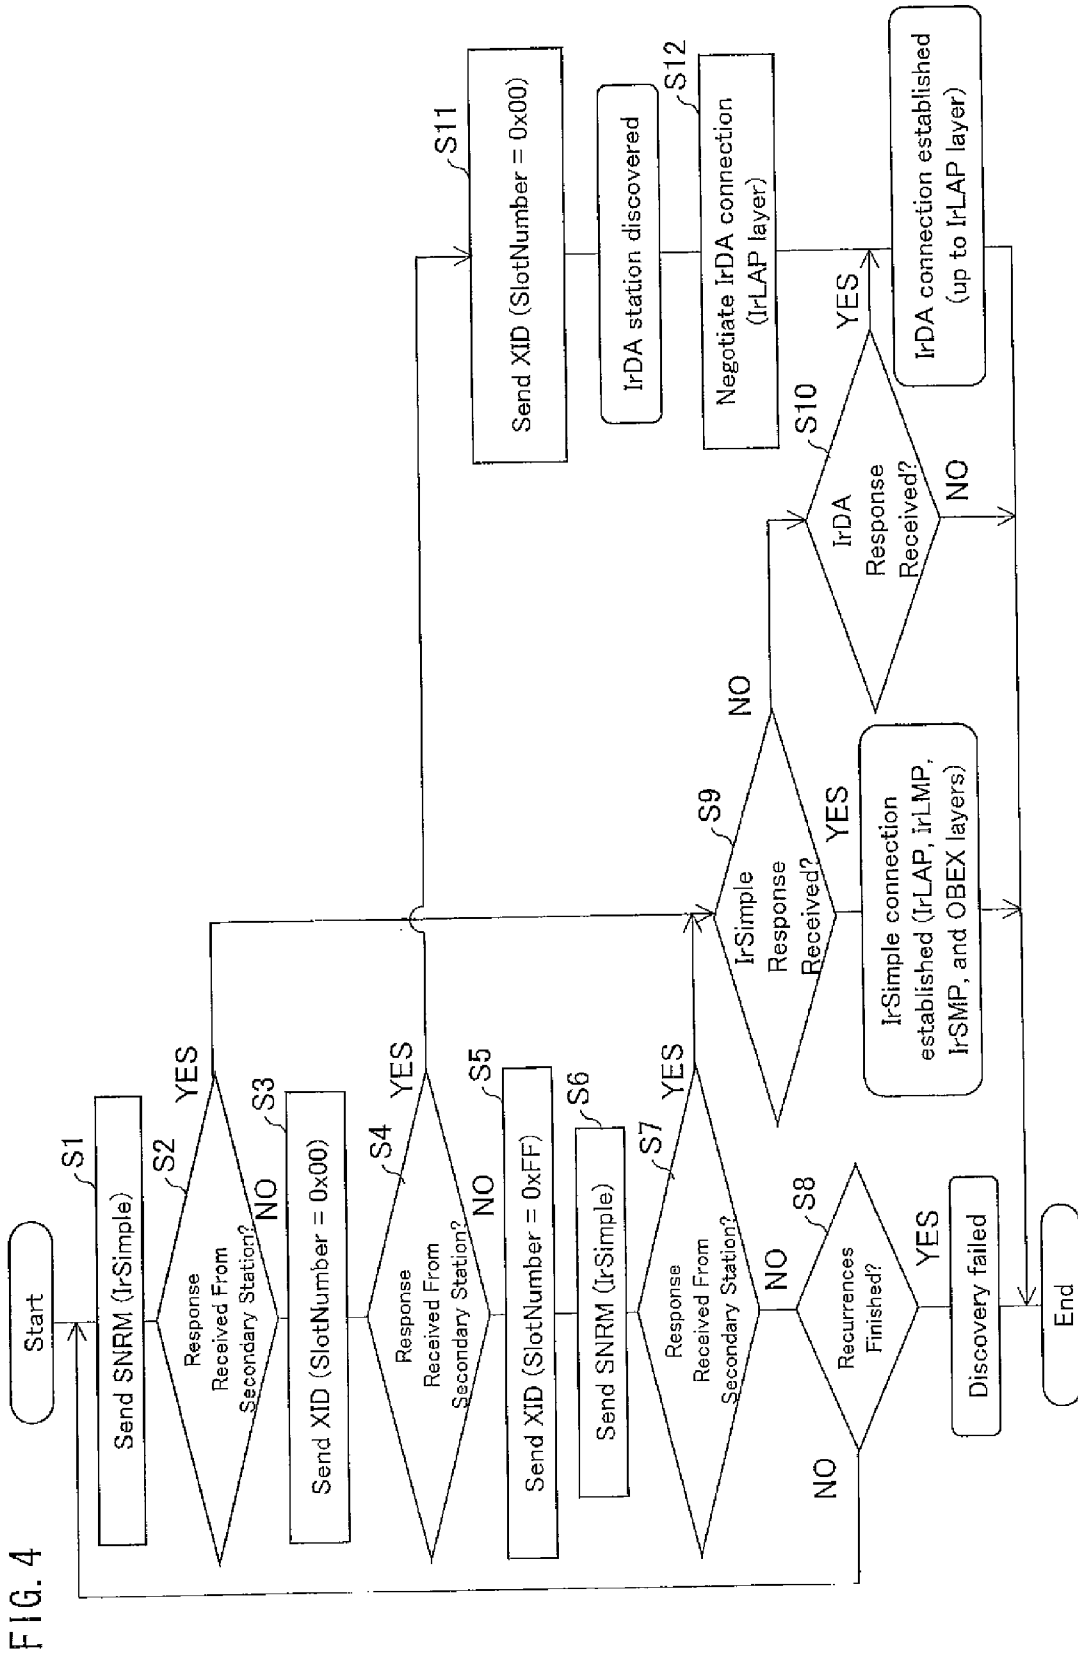 FIG. 4
Start
S1
Send SNRM (IrSimple)
S2
Response
Received From
Secondary Station?
YES
NO
S3
Send XID (SlotNumber = 0x00)
S4
Response
Received From
Secondary Station?
YES
NO
S5
Send XID (SlotNumber = 0xFF)
S6
Send SNRM (IrSimple)
S7
Response
Received From
Secondary Station?
YES
NO
S8
Recurrences
Finished?
NO
YES
Discovery failed
End
S9
IrSimple
Response
Received?
NO
YES
IrSimple connection
established (IrLAP, IrLMP,
IrSMP, and OBEX layers)
S10
IrDA
Response
Received?
YES
NO
S11
Send XID (SlotNumber = 0x00)
IrDA station discovered
S12
Negotiate IrDA connection
(IrLAP layer)
IrDA connection established
(up to IrLAP layer)